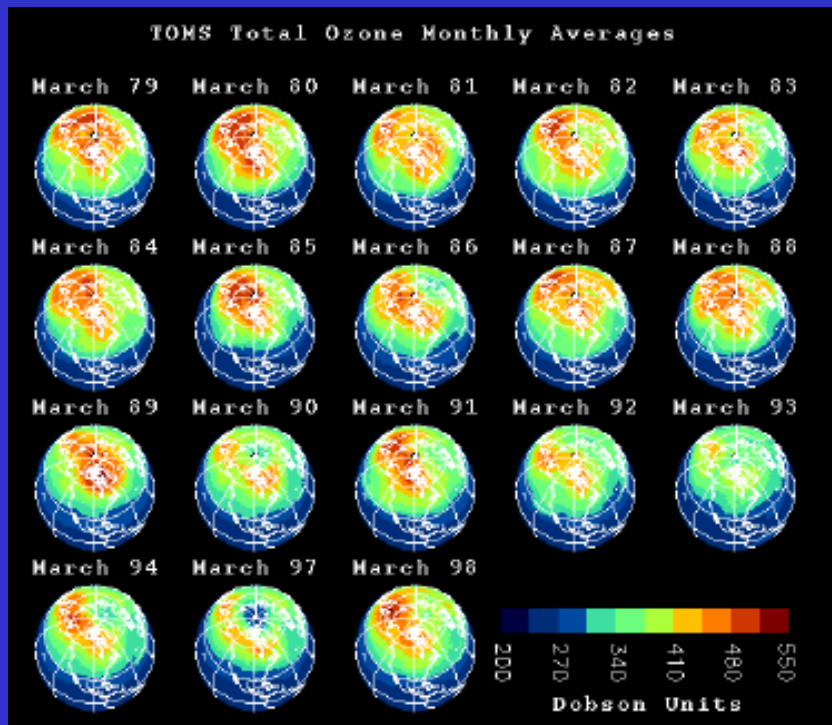 TOMS Total Ozone Monthly Averages
March 79 March 80 March 81 March 82 March 83
March 84 March 85 March 86 March 87 March 88
March 89 March 90 March 91 March 92 March 93
March 94 March 97 March 98
200 270 340 410 480 550
Dobson Units